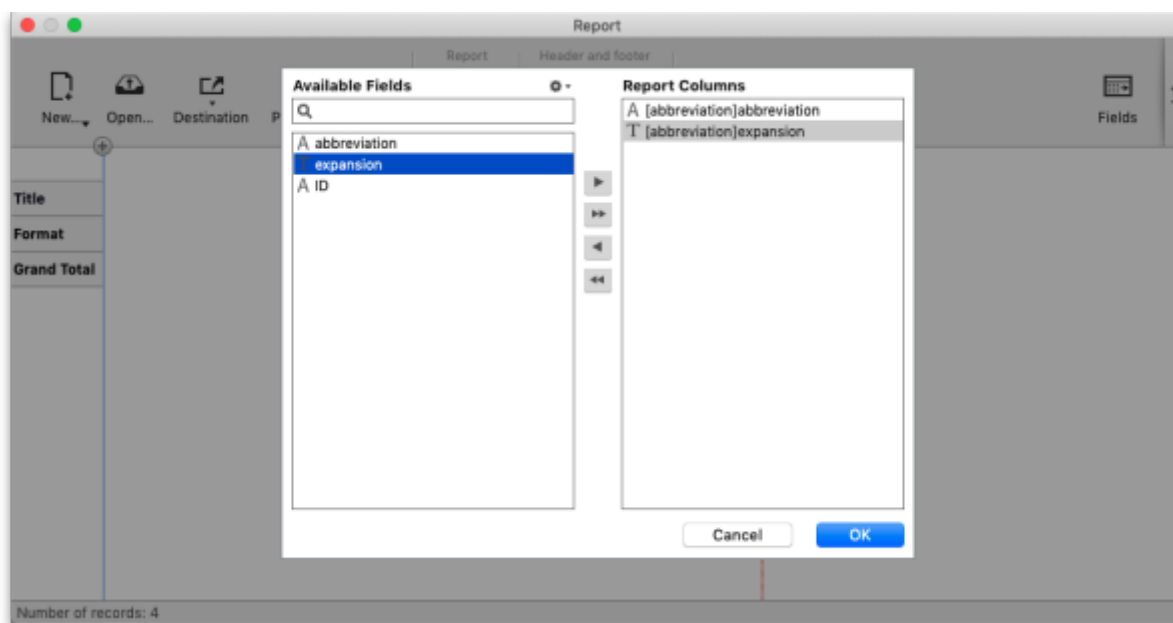 Report
Report Header and footer
New... Open... Destination P
Fields
Available Fields
Report Columns
A abbreviation
T expansion
A ID
A [abbreviation]abbreviation
T [abbreviation]expansion
Title
Format
Grand Total
Cancel OK
Number of records: 4